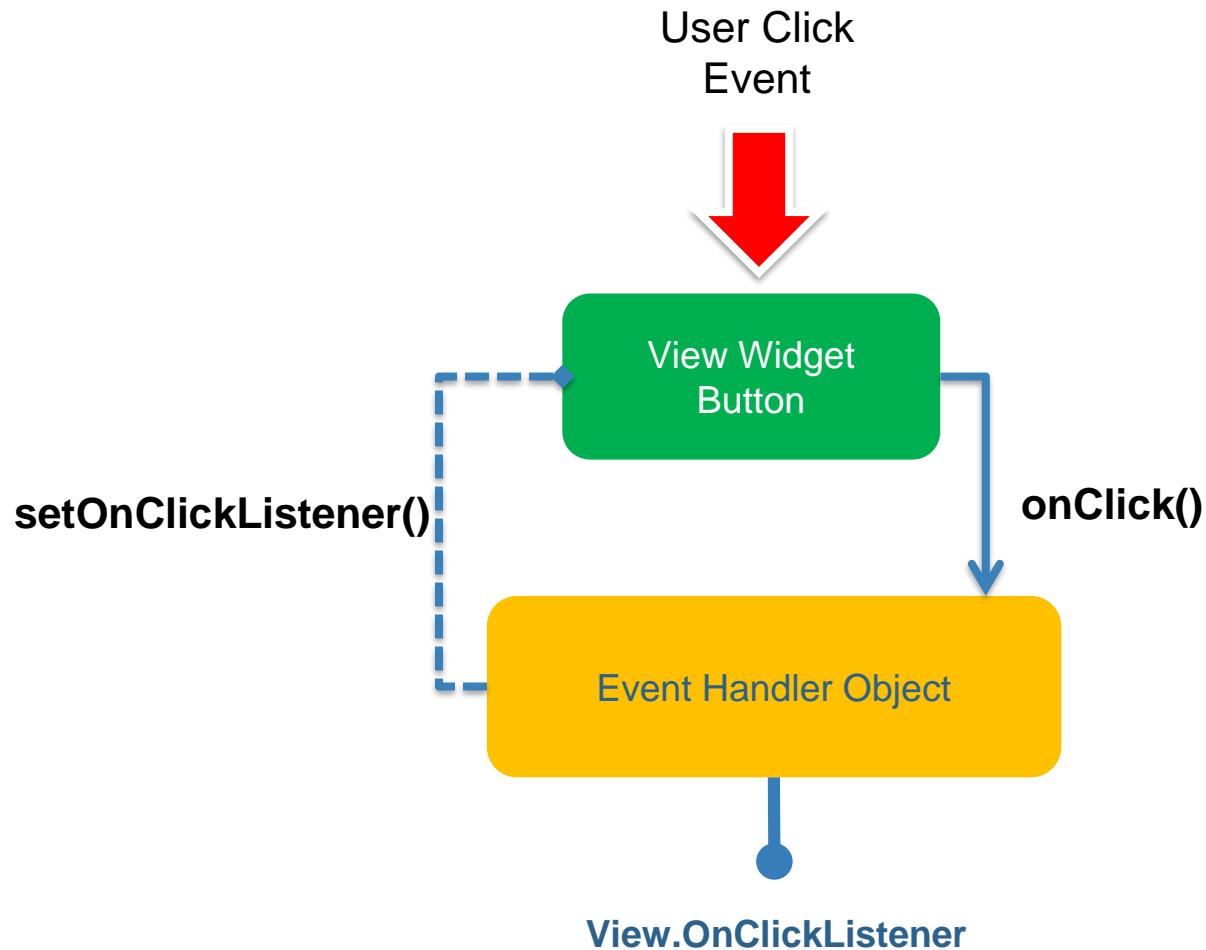 User Click
Event
View Widget
Button
setOnClickListener()
onClick()
Event Handler Object
View.OnClickListener